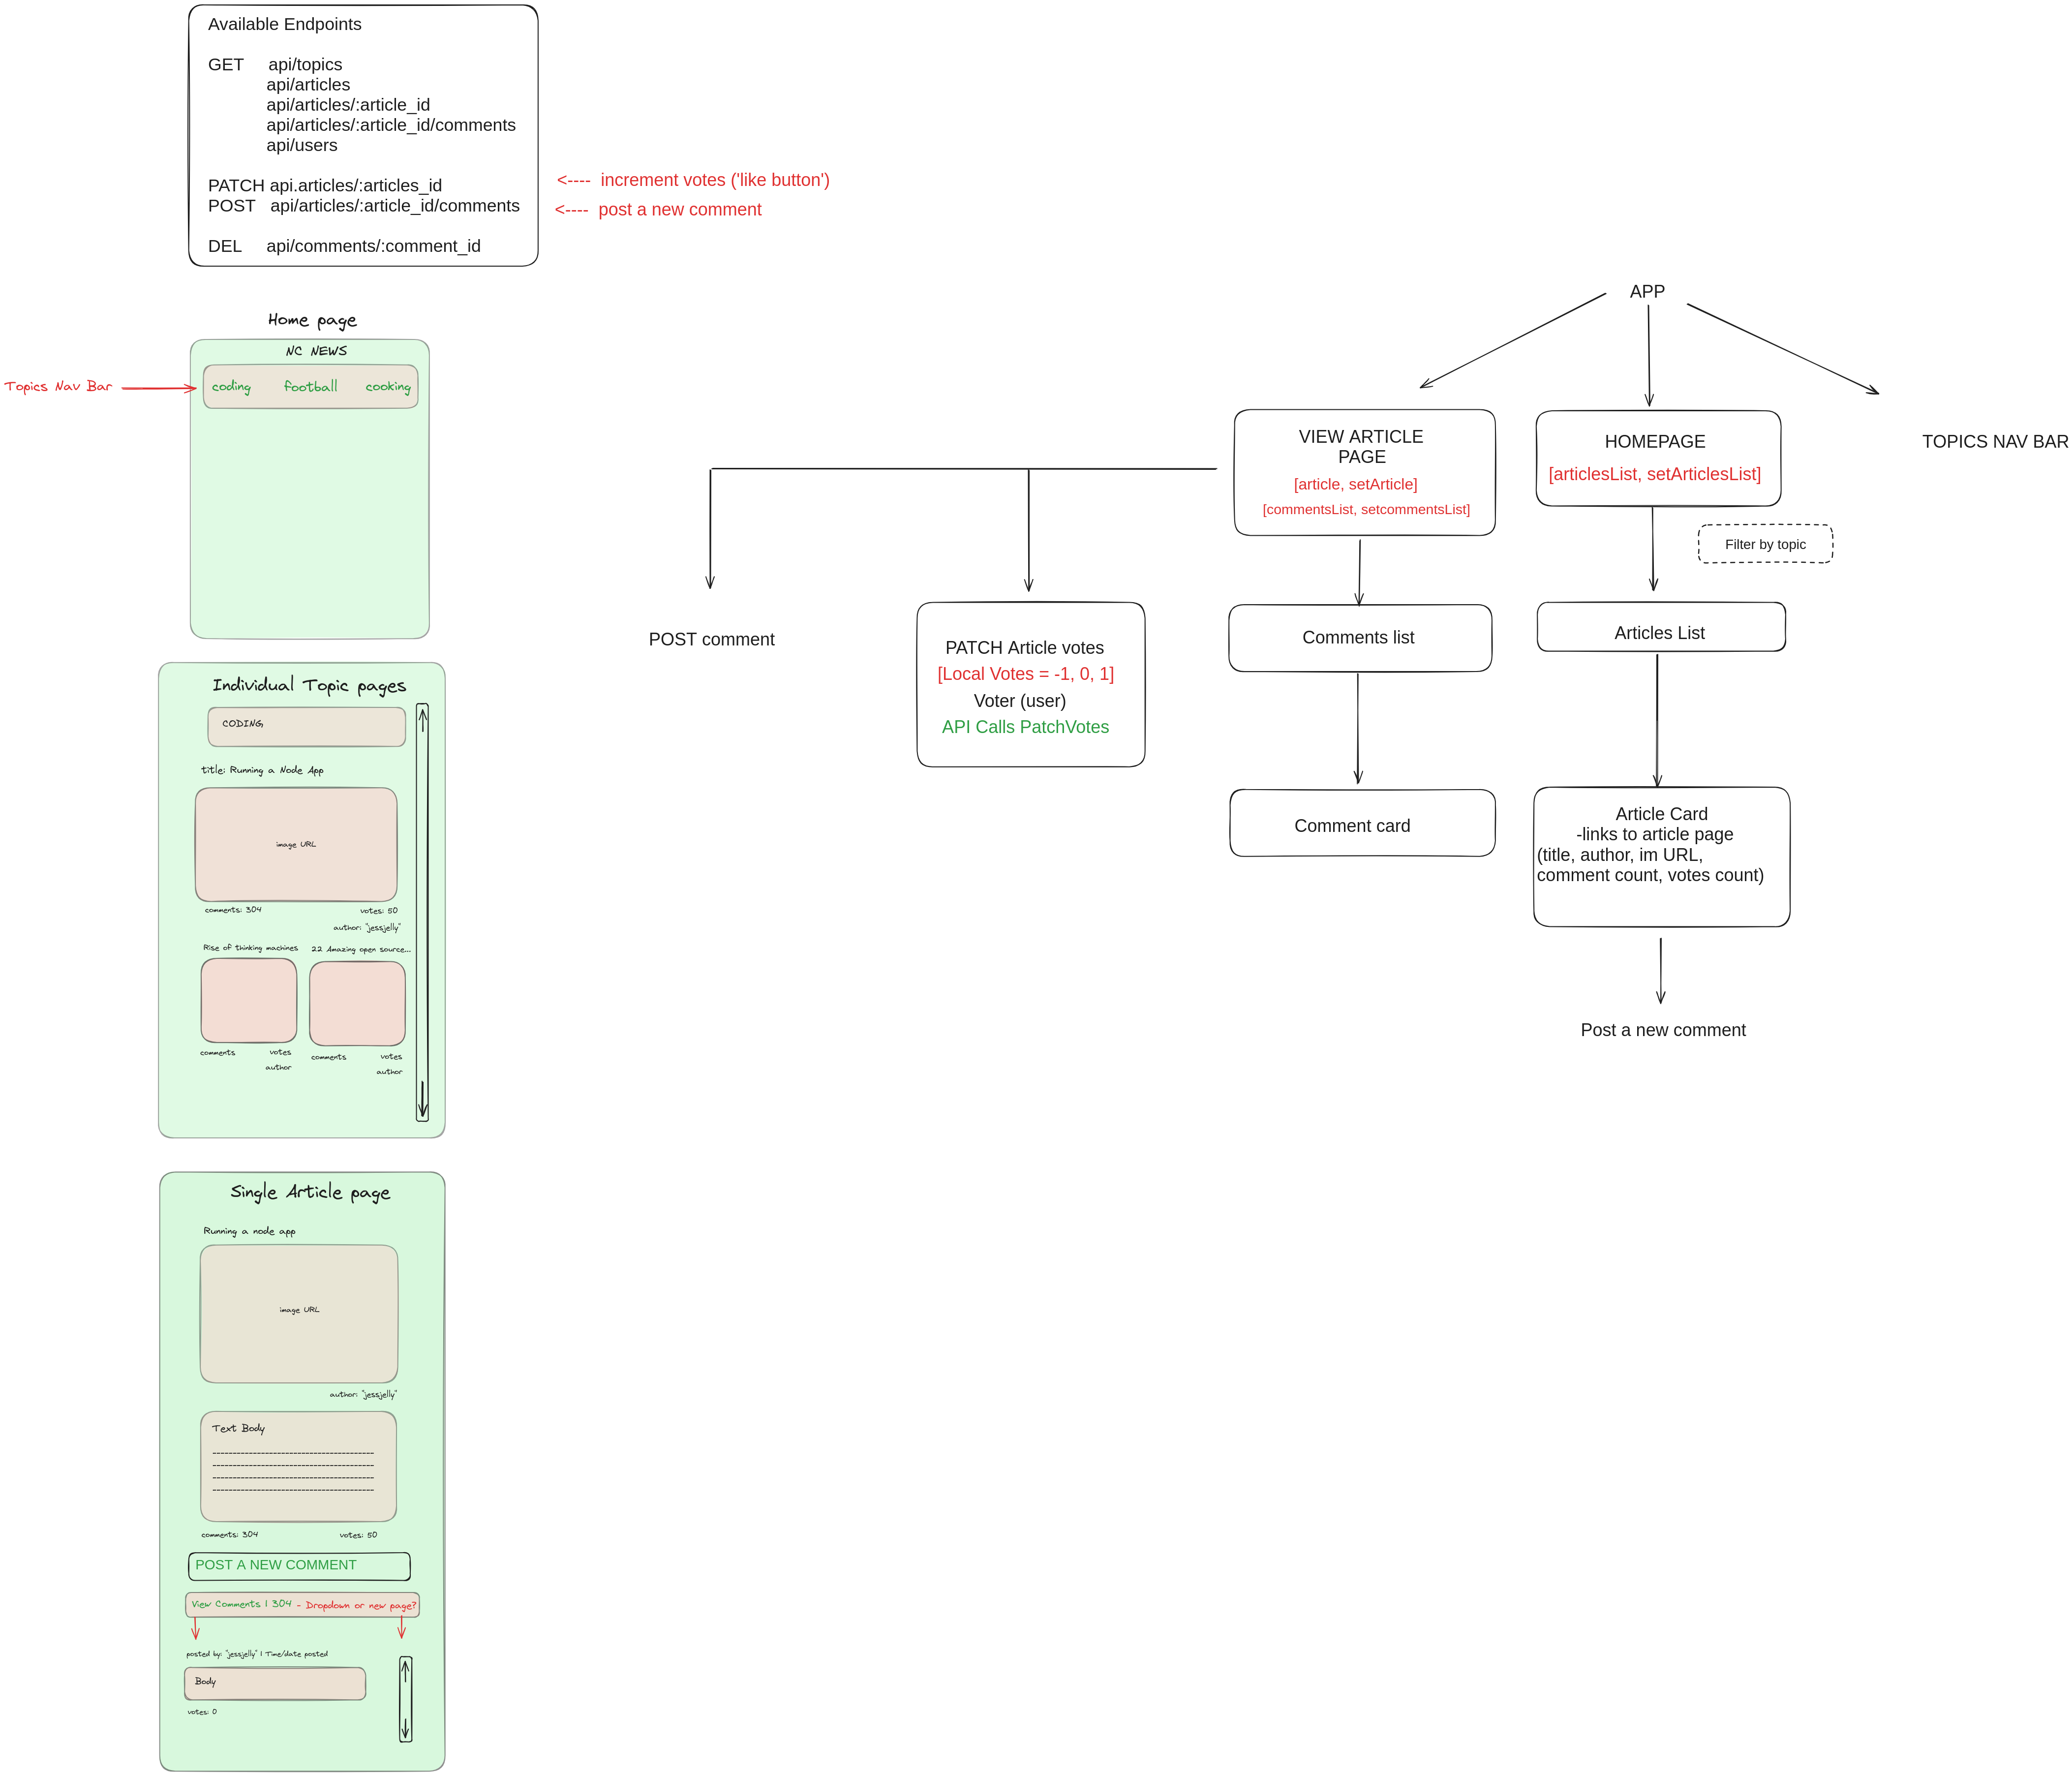 Available Endpoints
GET api/topics
api/articles
api/articles/:article_id
api/articles/:article_id/comments
api/users
PATCH api.articles/:articles_id
POST api/articles/:article_id/comments
DEL api/comments/:comment_id
<---- increment votes ('like button')
<---- post a new comment
Home page
NC NEWS
Topics Nav Bar
coding football cooking
Individual Topic pages
CODING
title: Running a Node App
image URL
comments: 304 votes: 50
author: "jessjelly"
Rise of thinking machines 22 Amazing open source...
comments votes comments votes
author author
Single Article page
Running a node app
image URL
author: "jessjelly"
Text Body
----------------------------------------
----------------------------------------
----------------------------------------
----------------------------------------
comments: 304 votes: 50
POST A NEW COMMENT
View Comments | 304 - Dropdown or new page?
posted by: "jessjelly" | Time/date posted
Body
votes: 0
APP
VIEW ARTICLE
PAGE
[article, setArticle]
[commentsList, setcommentsList]
HOMEPAGE
[articlesList, setArticlesList]
TOPICS NAV BAR
Filter by topic
POST comment
PATCH Article votes
[Local Votes = -1, 0, 1]
Voter (user)
API Calls PatchVotes
Comments list
Articles List
Comment card
Article Card
-links to article page
(title, author, im URL,
comment count, votes count)
Post a new comment